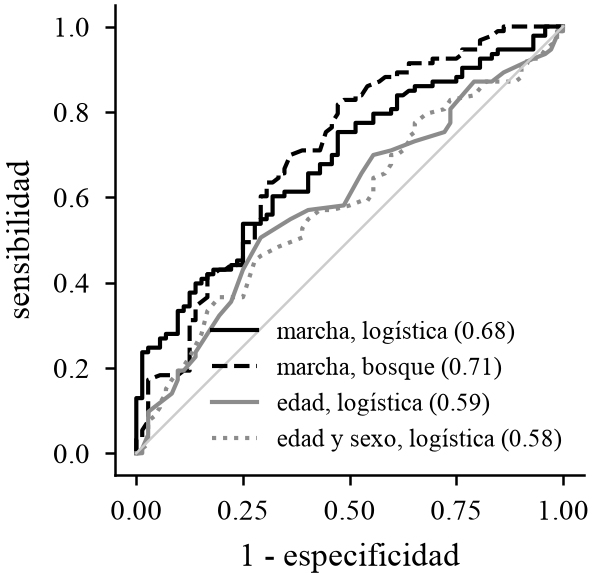 sensibilidad
1.0
0.8
0.6
0.4
0.2
0.0
marcha, logística (0.68)
marcha, bosque (0.71)
edad, logística (0.59)
edad y sexo, logística (0.58)
0.00 0.25 0.50 0.75 1.00
1 - especificidad